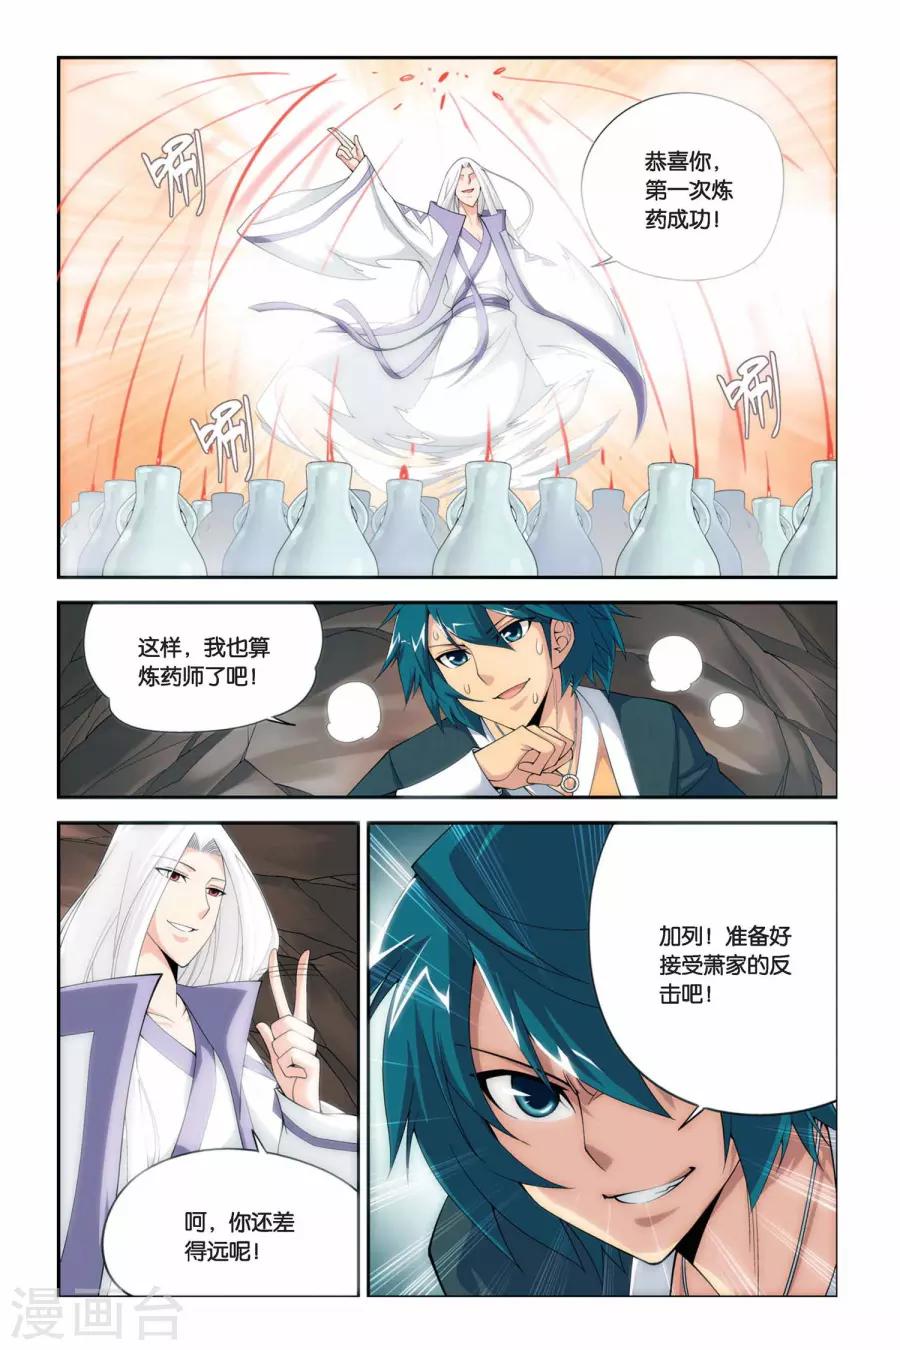 唰
恭喜你，
第一次炼
药成功！
唰
唰
这样，我也算
炼药师了吧！
呵，你还差
得远呢！
加列！准备好
接受萧家的反
击吧！
漫画台